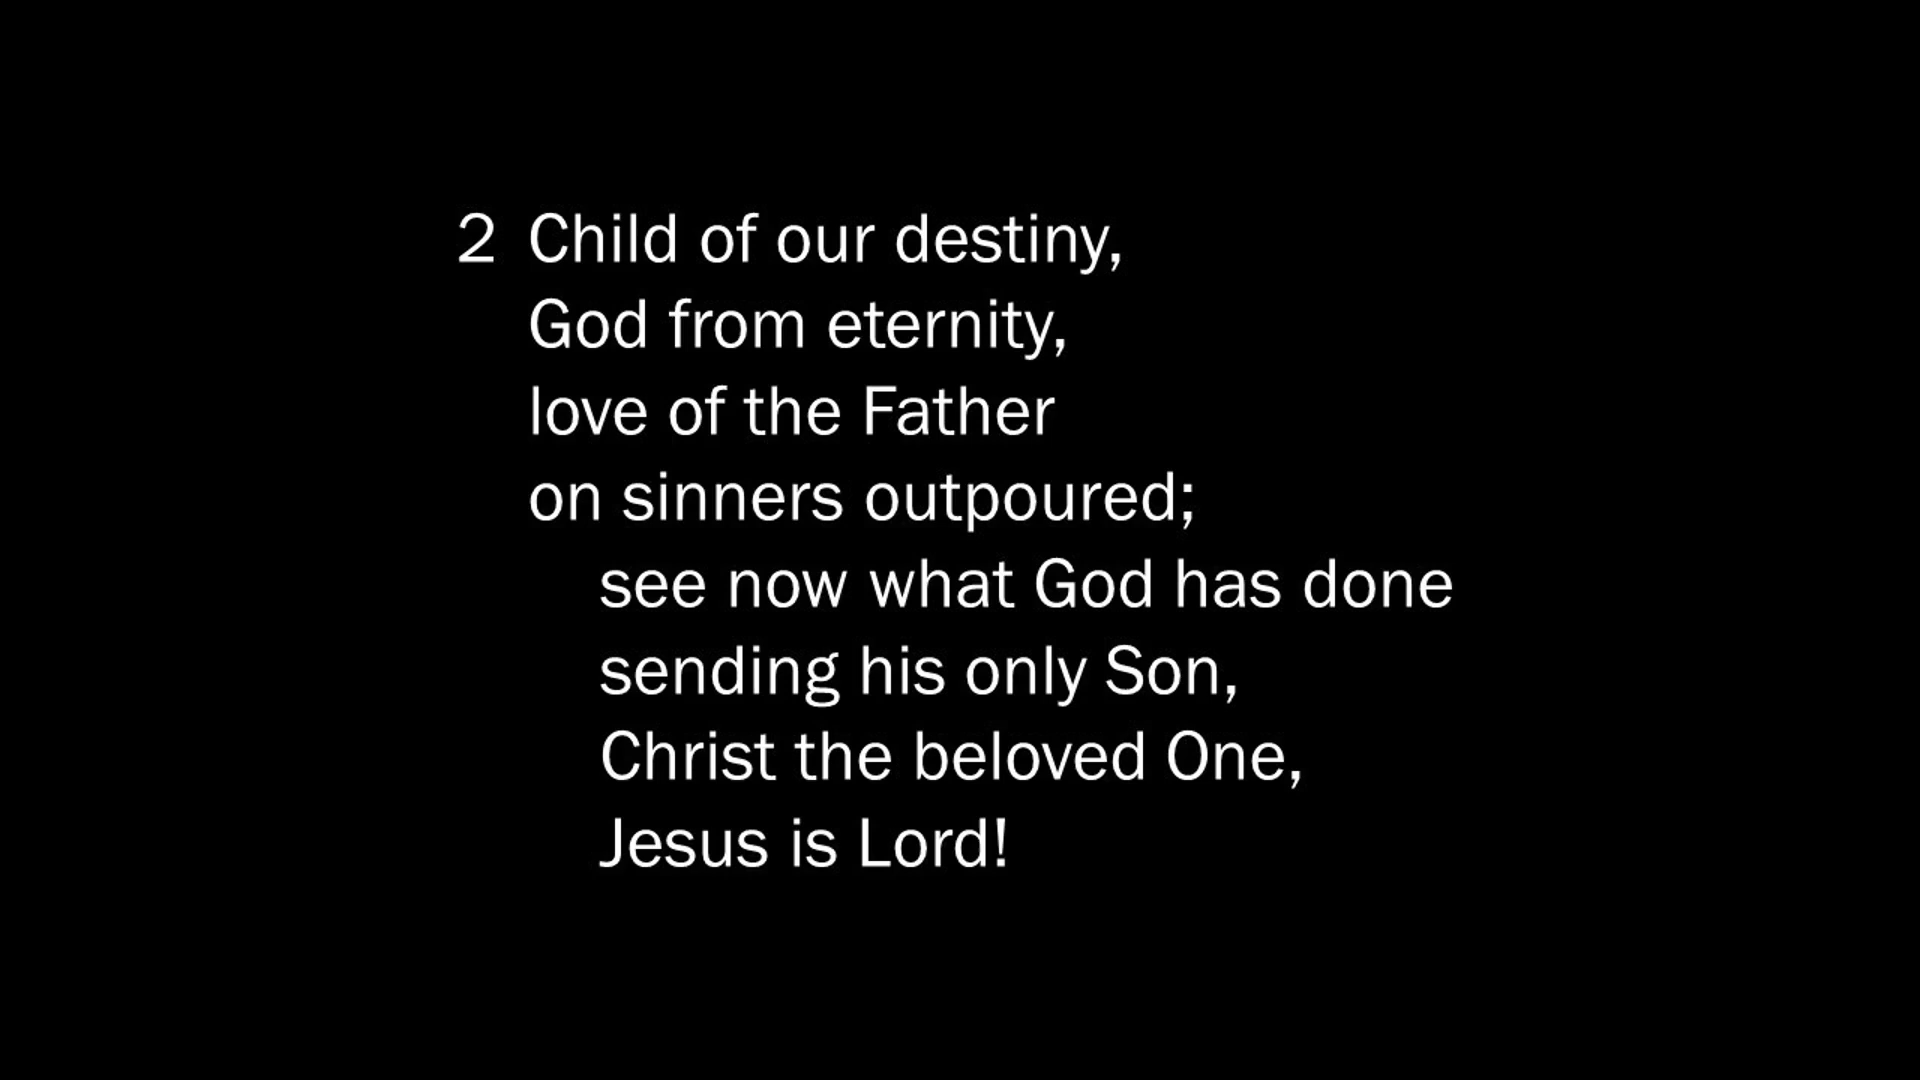 2 Child of our destiny,
God from eternity,
love of the Father
on sinners outpoured;
see now what God has done
sending his only Son,
Christ the beloved One,
Jesus is Lord!